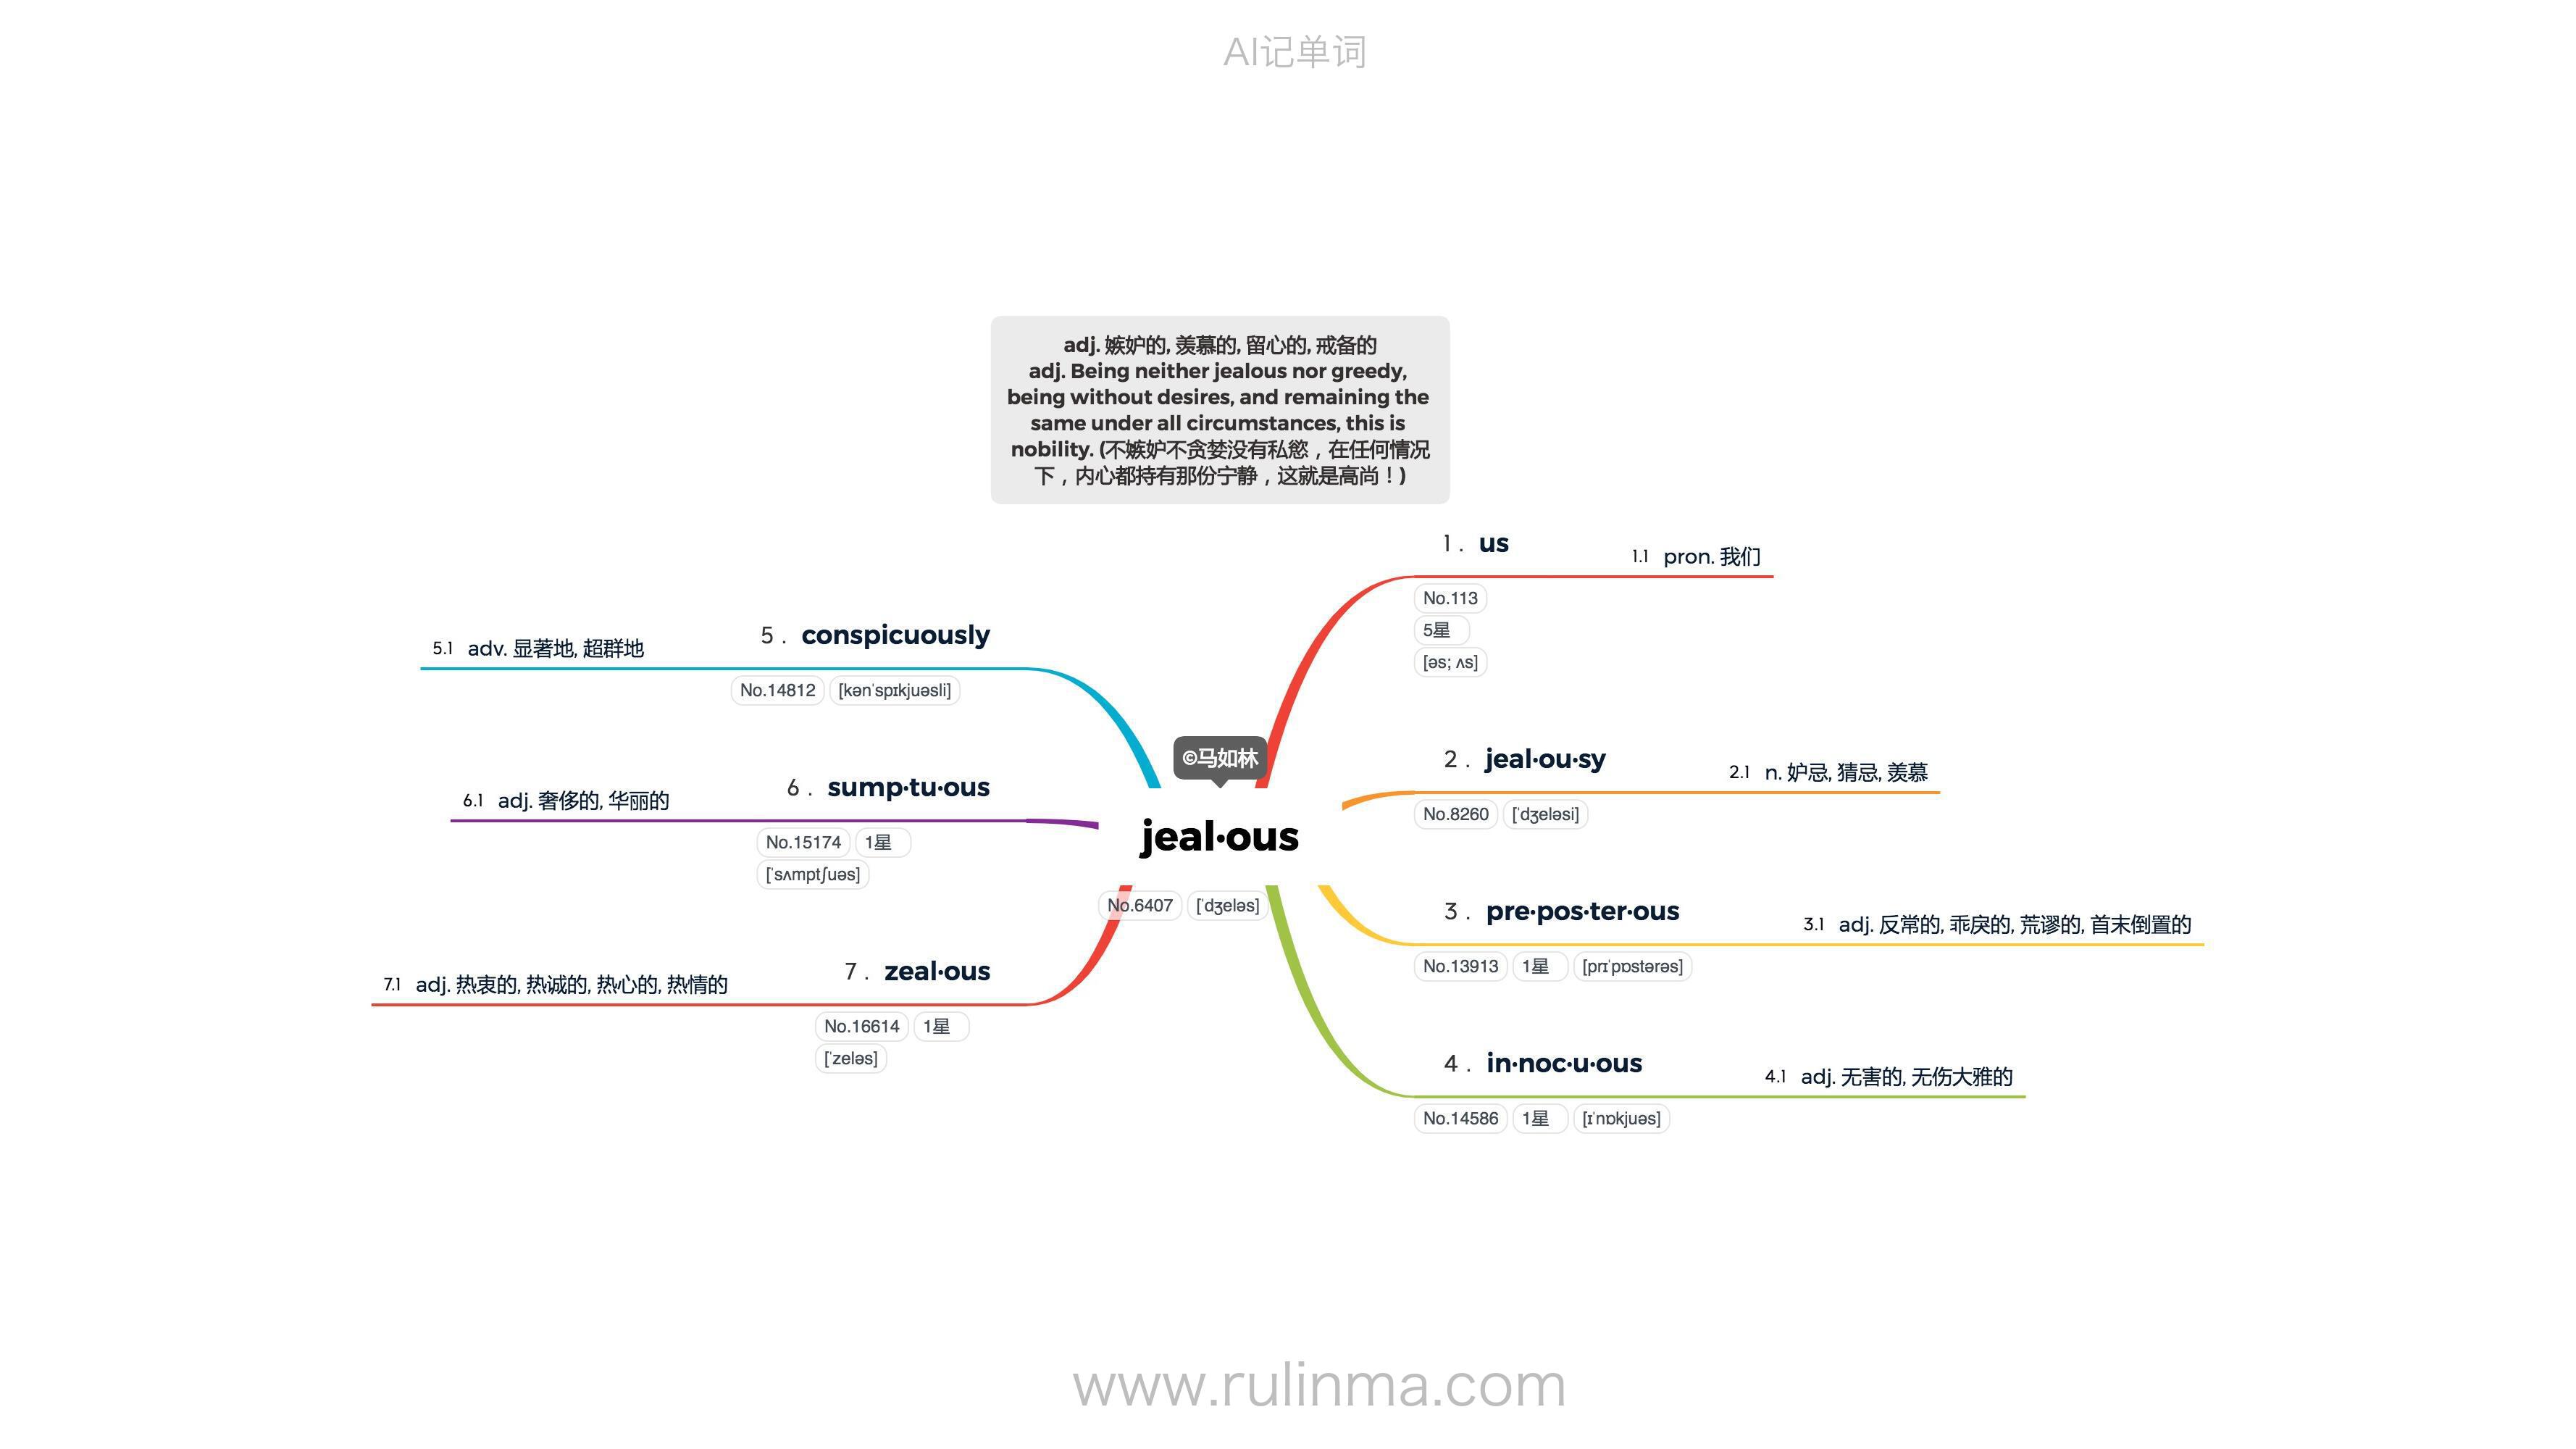 AI记单词
adj. 嫉妒的, 羡慕的, 留心的, 戒备的
adj. Being neither jealous nor greedy,
being without desires, and remaining the
same under all circumstances, this is
nobility. (不嫉妒不贪婪没有私慾，在任何情况
下，内心都持有那份宁静，这就是高尚！)
©马如林
jeal·ous
No.6407 [ˈdʒeləs]
1 . us
1.1 pron. 我们
No.113
5星
[əs; ʌs]
2 . jeal·ou·sy
2.1 n. 妒忌, 猜忌, 羡慕
No.8260 [ˈdʒeləsi]
3 . pre·pos·ter·ous
3.1 adj. 反常的, 乖戾的, 荒谬的, 首末倒置的
No.13913 1星 [prɪˈpɒstərəs]
4 . in·noc·u·ous
4.1 adj. 无害的, 无伤大雅的
No.14586 1星 [ɪˈnɒkjuəs]
5 . conspicuously
5.1 adv. 显著地, 超群地
No.14812 [kənˈspɪkjuəsli]
6 . sump·tu·ous
6.1 adj. 奢侈的, 华丽的
No.15174 1星
[ˈsʌmptʃuəs]
7 . zeal·ous
7.1 adj. 热衷的, 热诚的, 热心的, 热情的
No.16614 1星
[ˈzeləs]
www.rulinma.com